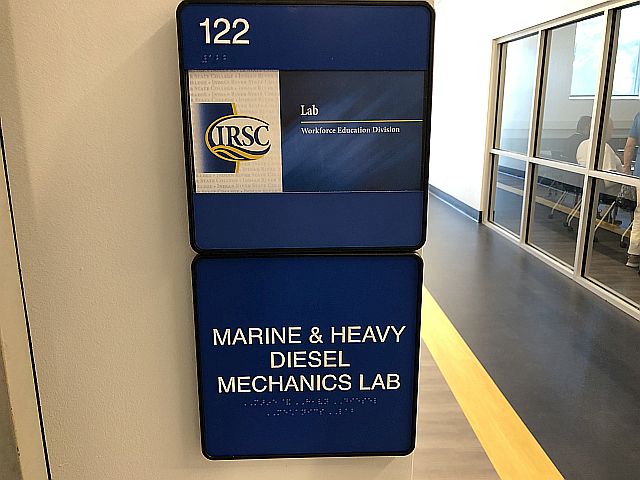 122
Lab
Workforce Education Division
IRSC
MARINE & HEAVY
DIESEL
MECHANICS LAB